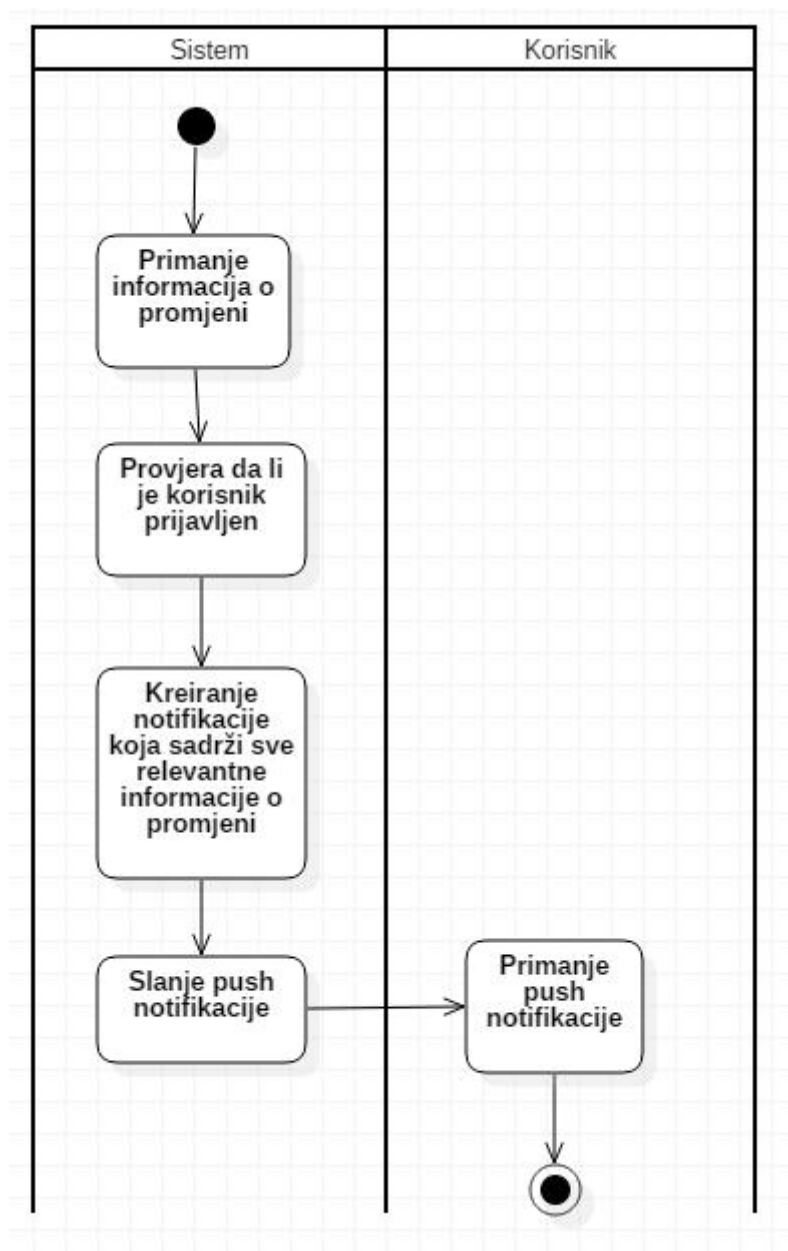 Sistem
Korisnik
Primanje
informacija o
promjeni
Provjera da li
je korisnik
prijavljen
Kreiranje
notifikacije
koja sadrži sve
relevantne
informacije o
promjeni
Slanje push
notifikacije
Primanje
push
notifikacije